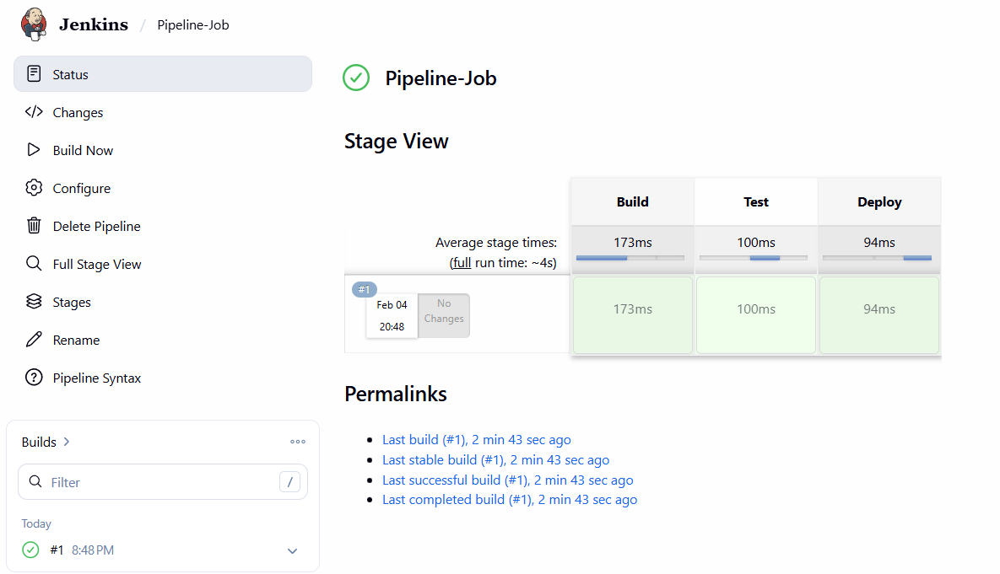 Jenkins / Pipeline-Job
Status
Changes
Build Now
Configure
Delete Pipeline
Full Stage View
Stages
Rename
Pipeline Syntax
Builds
Filter /
Today
#1 8:48 PM
Pipeline-Job
Stage View
Build Test Deploy
Average stage times: 173ms 100ms 94ms
(full run time: ~4s)
#1
Feb 04
20:48
No
Changes
173ms 100ms 94ms
Permalinks
Last build (#1), 2 min 43 sec ago
Last stable build (#1), 2 min 43 sec ago
Last successful build (#1), 2 min 43 sec ago
Last completed build (#1), 2 min 43 sec ago